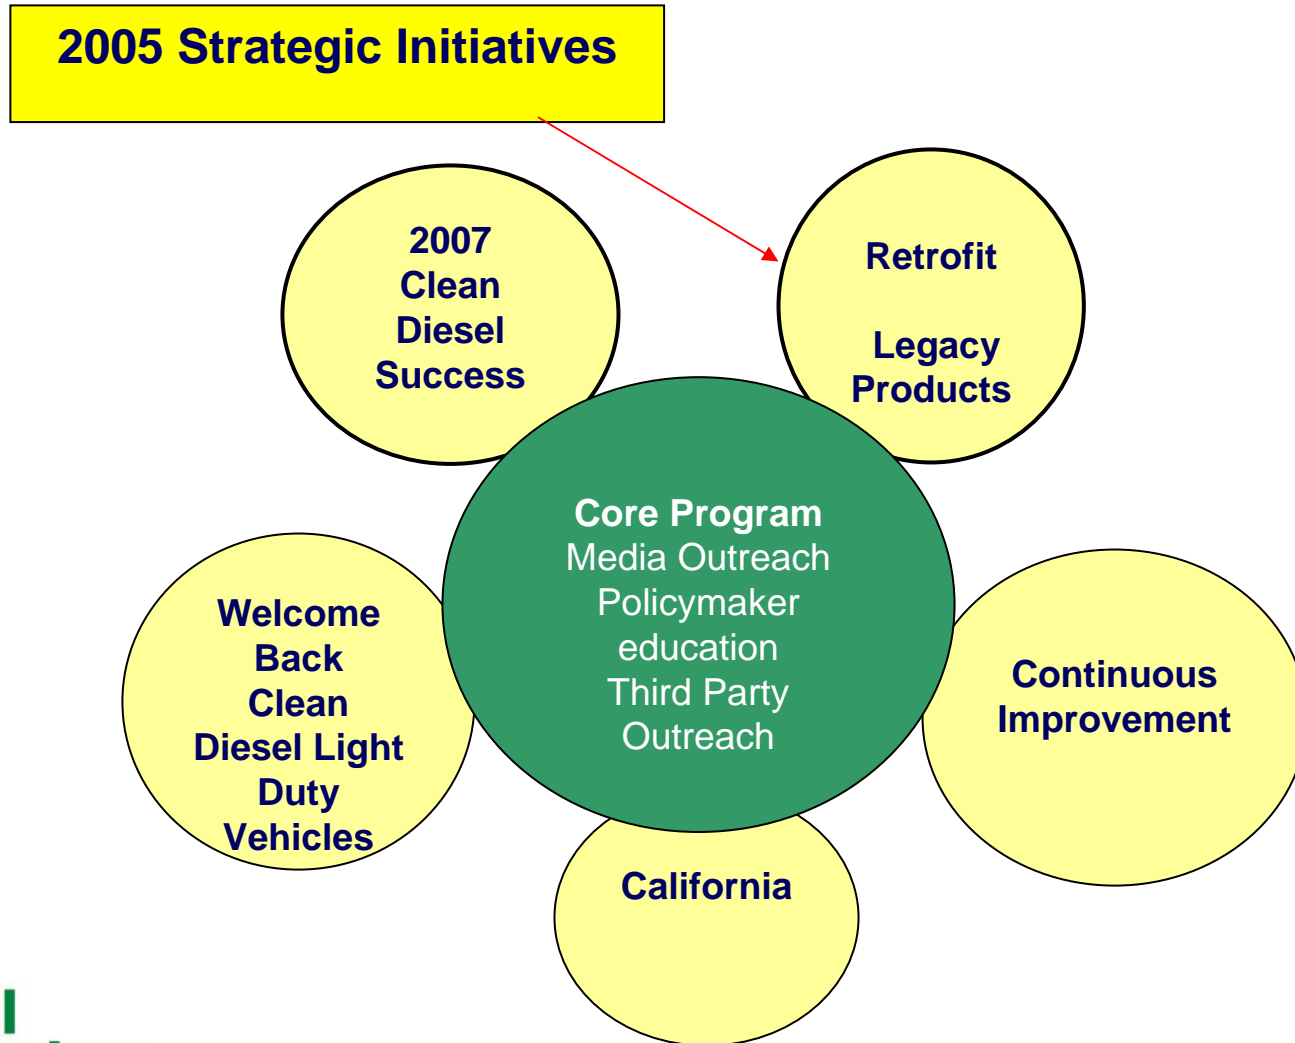 2005 Strategic Initiatives
2007
Clean
Diesel
Success
Retrofit
Legacy
Products
Core Program
Media Outreach
Policymaker
education
Third Party
Outreach
Welcome
Back
Clean
Diesel Light
Duty
Vehicles
Continuous
Improvement
California